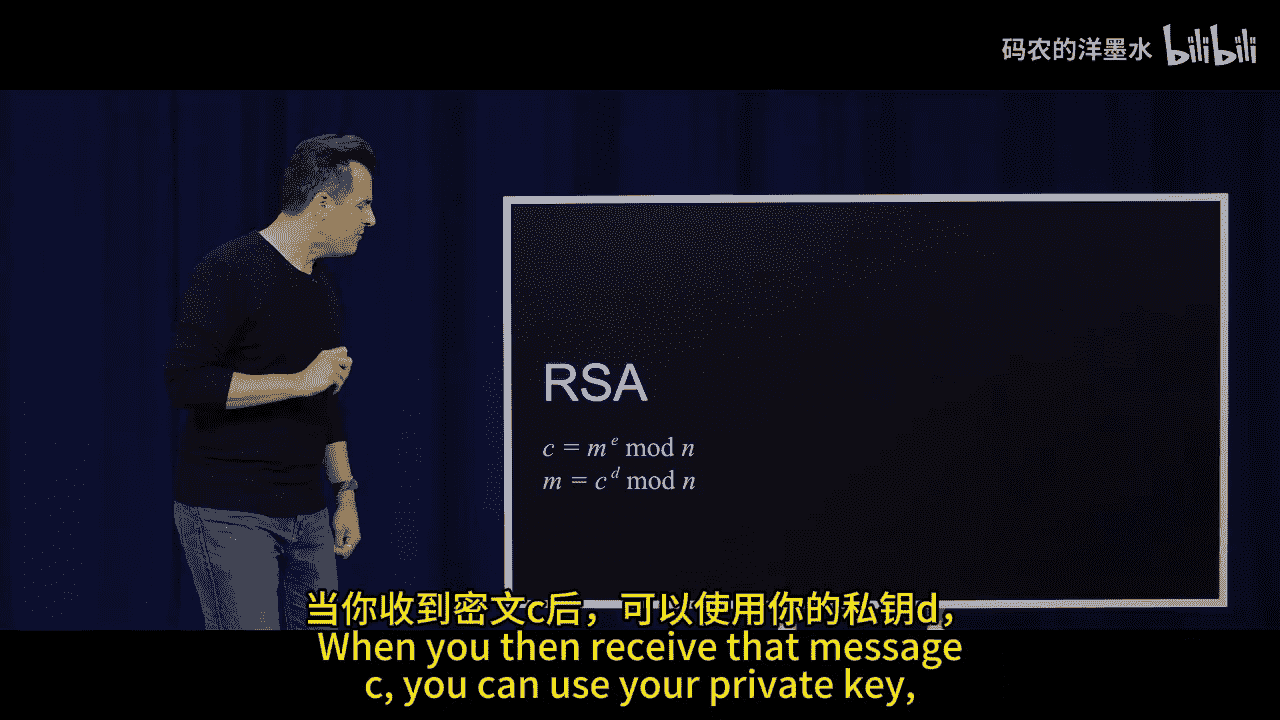 码农的洋墨水 bilibili
RSA
c = m^e mod n
m = c^d mod n
当你收到密文c后，可以使用你的私钥d，
When you then receive that message
c, you can use your private key,